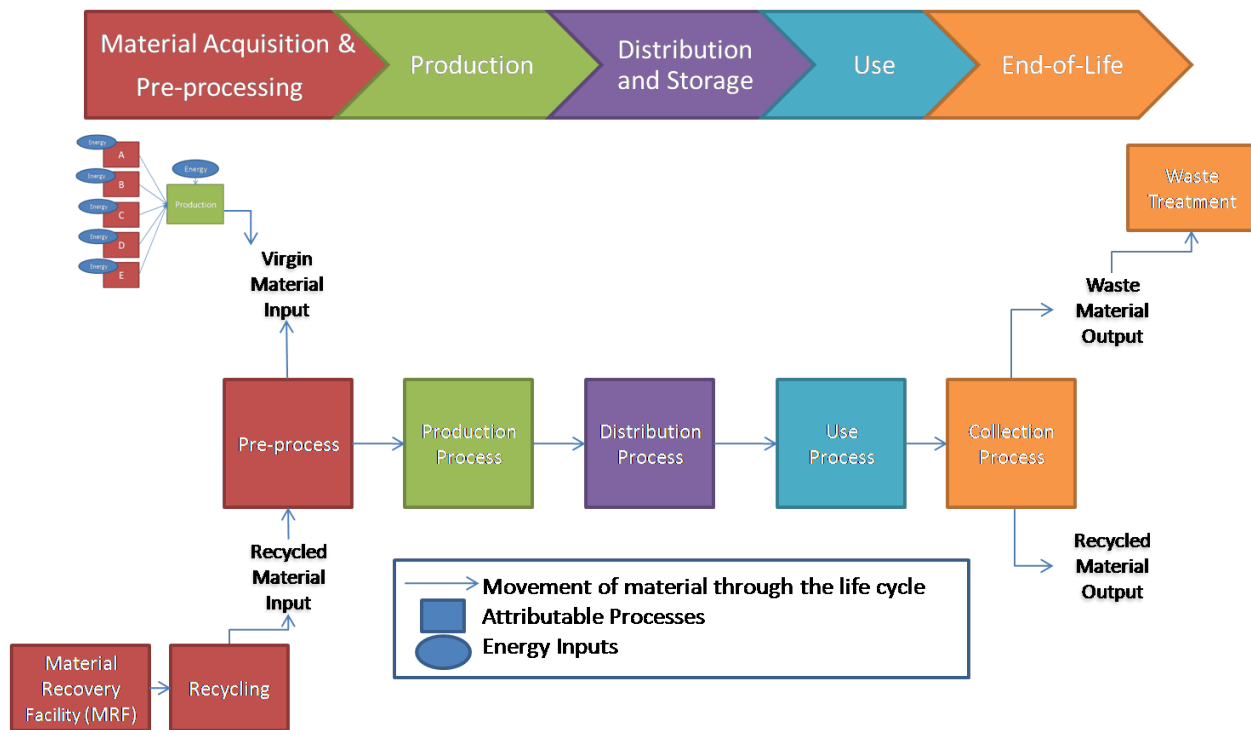 Material Acquisition &
Pre-processing
Production
Distribution
and Storage
Use
End-of-Life
Energy
A
Energy
B
Energy
C
Energy
D
Energy
E
Energy
Production
Virgin
Material
Input
Waste
Treatment
Waste
Material
Output
Pre-process
Production
Process
Distribution
Process
Use
Process
Collection
Process
Recycled
Material
Input
Recycled
Material
Output
Movement of material through the life cycle
Attributable Processes
Energy Inputs
Material
Recovery
Facility (MRF)
Recycling